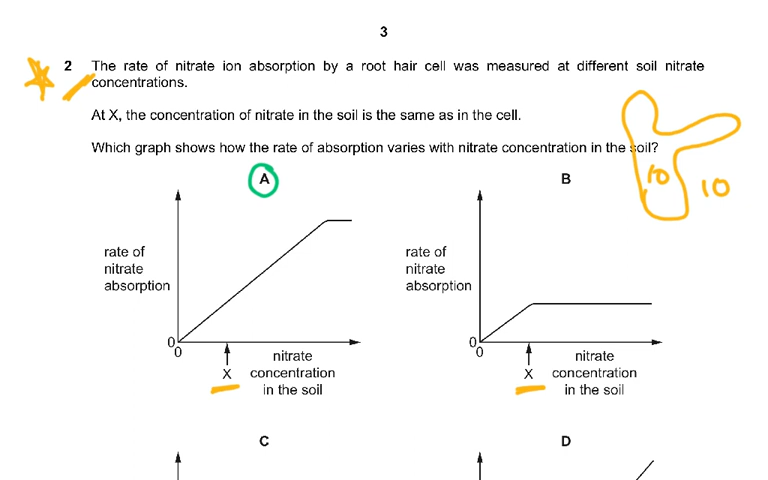 3
2 The rate of nitrate ion absorption by a root hair cell was measured at different soil nitrate
concentrations.
At X, the concentration of nitrate in the soil is the same as in the cell.
Which graph shows how the rate of absorption varies with nitrate concentration in the soil?
10
10
A
rate of
nitrate
absorption
0
0
X
nitrate
concentration
in the soil
B
rate of
nitrate
absorption
0
0
X
nitrate
concentration
in the soil
C
D